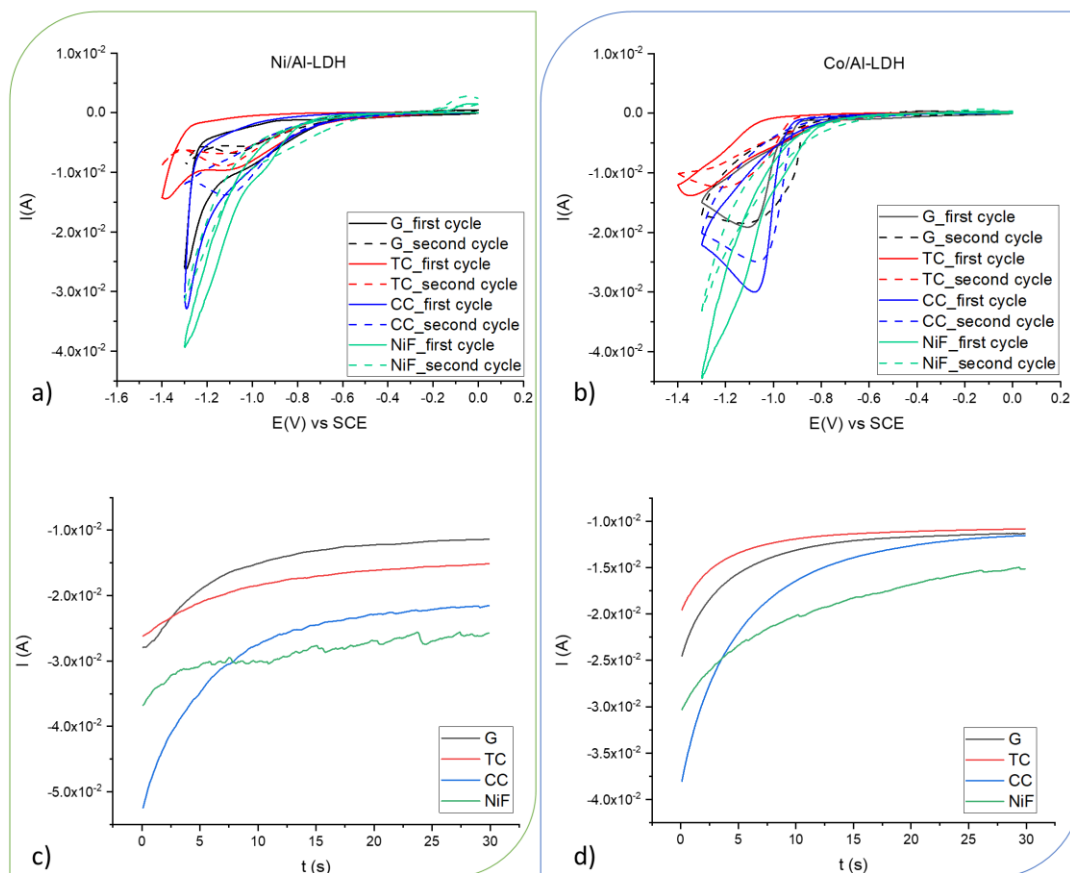 Ni/Al-LDH
1.0x10⁻²
0.0
-1.0x10⁻²
-2.0x10⁻²
-3.0x10⁻²
-4.0x10⁻²
I(A)
G_first cycle
G_second cycle
TC_first cycle
TC_second cycle
CC_first cycle
CC_second cycle
NiF_first cycle
NiF_second cycle
a)
-1.6 -1.4 -1.2 -1.0 -0.8 -0.6 -0.4 -0.2 0.0
E(V) vs SCE
Co/Al-LDH
1.0x10⁻²
0.0
-1.0x10⁻²
-2.0x10⁻²
-3.0x10⁻²
-4.0x10⁻²
I(A)
G_first cycle
G_second cycle
TC_first cycle
TC_second cycle
CC_first cycle
CC_second cycle
NiF_first cycle
NiF_second cycle
b)
-1.4 -1.2 -1.0 -0.8 -0.6 -0.4 -0.2 0.0
E(V) vs SCE
-1.0x10⁻²
-2.0x10⁻²
-3.0x10⁻²
-4.0x10⁻²
-5.0x10⁻²
I (A)
G
TC
CC
NiF
c)
0 5 10 15 20 25 30
t (s)
-1.0x10⁻²
-1.5x10⁻²
-2.0x10⁻²
-2.5x10⁻²
-3.0x10⁻²
-3.5x10⁻²
-4.0x10⁻²
I (A)
G
TC
CC
NiF
d)
0 5 10 15 20 25 30
t (s)